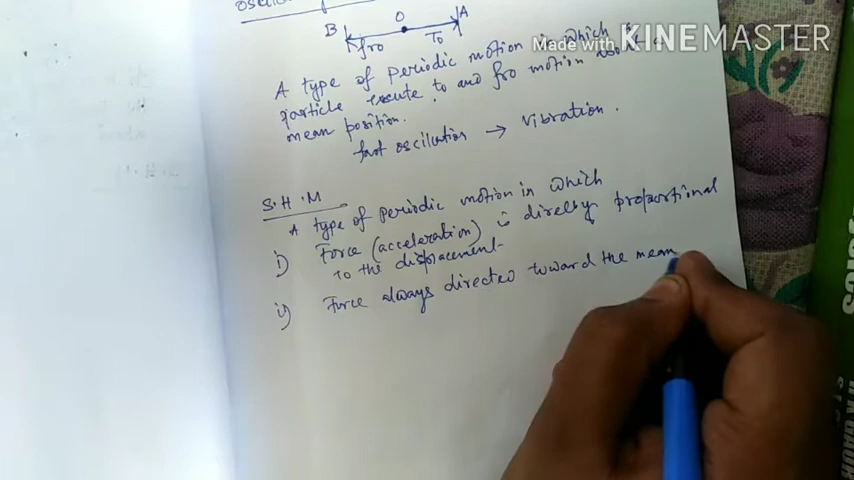 B O A
fro To
Made with KINEMASTER
A type of periodic motion in which
particle execute to and fro motion
mean position.
fast oscilation → vibration.
S.H.M
A type of periodic motion in which
i) Force (acceleration) is direlly proportional
to the displacement
ii) Force always directed toward the mean